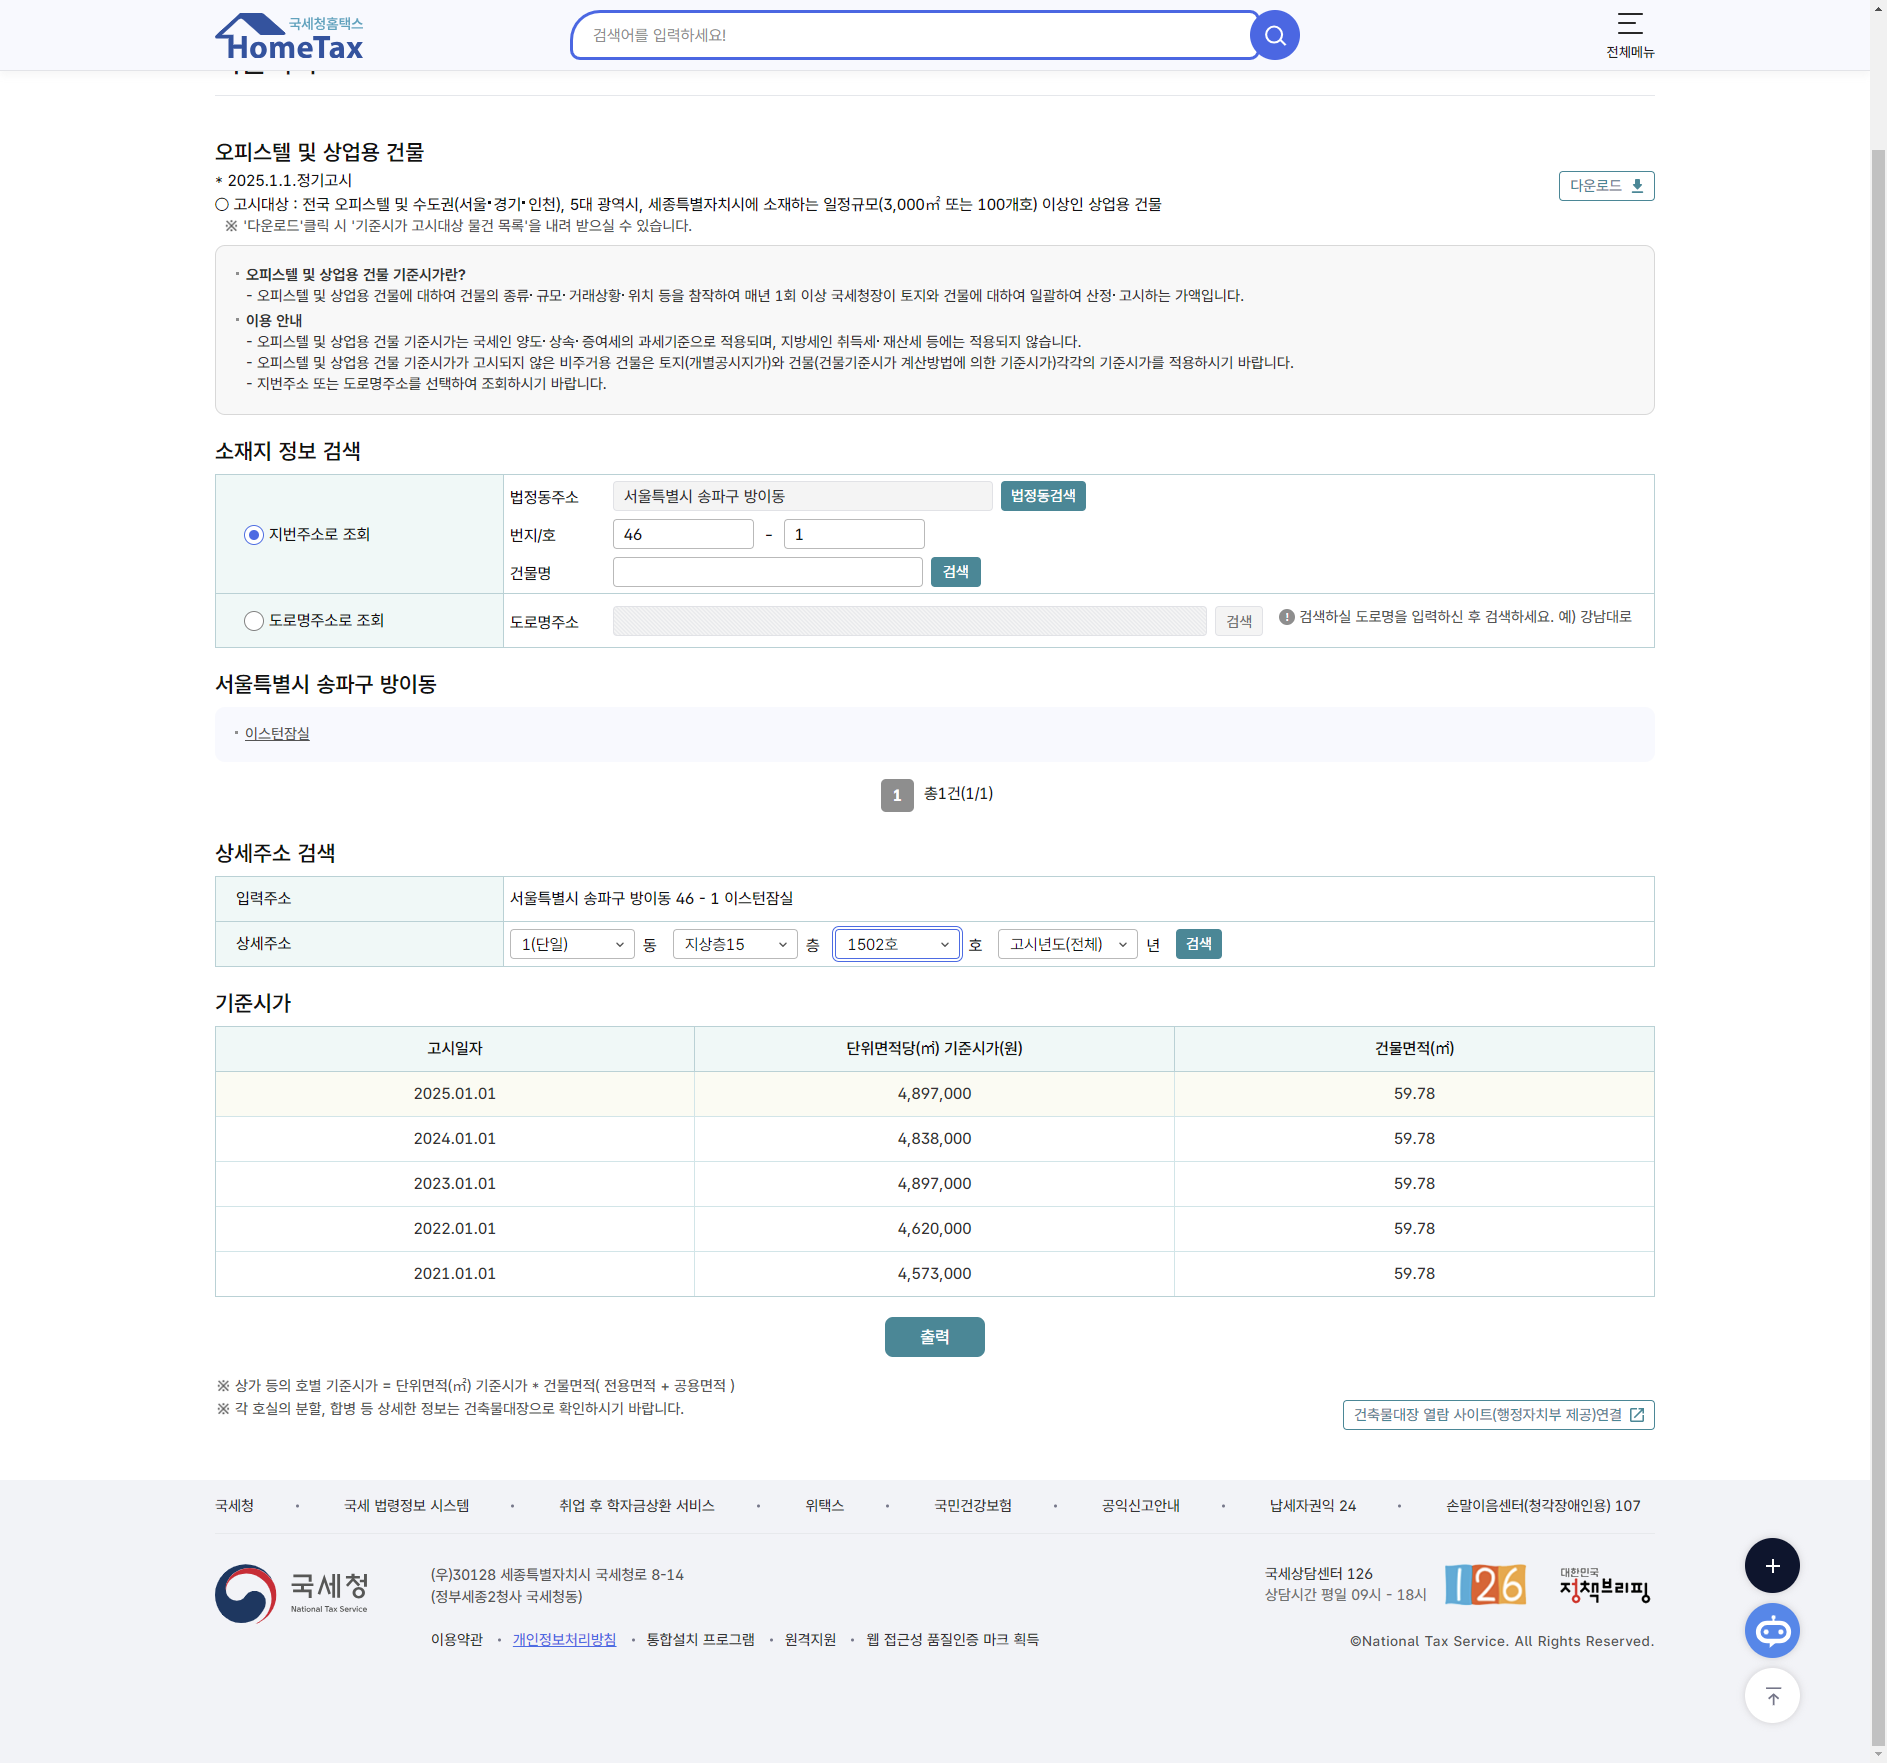 국세청홈택스
HomeTax
검색어를 입력하세요!
전체메뉴
오피스텔 및 상업용 건물
* 2025.1.1.정기고시
다운로드
○ 고시대상 : 전국 오피스텔 및 수도권(서울·경기·인천), 5대 광역시, 세종특별자치시에 소재하는 일정규모(3,000㎡ 또는 100개호) 이상인 상업용 건물
※ '다운로드'클릭 시 '기준시가 고시대상 물건 목록'을 내려 받으실 수 있습니다.
· 오피스텔 및 상업용 건물 기준시가란?
- 오피스텔 및 상업용 건물에 대하여 건물의 종류·규모·거래상황·위치 등을 참작하여 매년 1회 이상 국세청장이 토지와 건물에 대하여 일괄하여 산정·고시하는 가액입니다.
· 이용 안내
- 오피스텔 및 상업용 건물 기준시가는 국세인 양도·상속·증여세의 과세기준으로 적용되며, 지방세인 취득세·재산세 등에는 적용되지 않습니다.
- 오피스텔 및 상업용 건물 기준시가가 고시되지 않은 비주거용 건물은 토지(개별공시지가)와 건물(건물기준시가 계산방법에 의한 기준시가)각각의 기준시가를 적용하시기 바랍니다.
- 지번주소 또는 도로명주소를 선택하여 조회하시기 바랍니다.
소재지 정보 검색
지번주소로 조회
법정동주소 서울특별시 송파구 방이동 법정동검색
번지/호 46 - 1
건물명 검색
도로명주소로 조회 도로명주소 검색 검색하실 도로명을 입력하신 후 검색하세요. 예) 강남대로
서울특별시 송파구 방이동
· 이스턴잠실
1 총1건(1/1)
상세주소 검색
입력주소 서울특별시 송파구 방이동 46 - 1 이스턴잠실
상세주소 1(단일) 동 지상층15 층 1502호 호 고시년도(전체) 년 검색
기준시가
고시일자 단위면적당(㎡) 기준시가(원) 건물면적(㎡)
2025.01.01 4,897,000 59.78
2024.01.01 4,838,000 59.78
2023.01.01 4,897,000 59.78
2022.01.01 4,620,000 59.78
2021.01.01 4,573,000 59.78
출력
※ 상가 등의 호별 기준시가 = 단위면적(㎡) 기준시가 * 건물면적( 전용면적 + 공용면적 )
※ 각 호실의 분할, 합병 등 상세한 정보는 건축물대장으로 확인하시기 바랍니다.
건축물대장 열람 사이트(행정자치부 제공)연결
국세청 · 국세 법령정보 시스템 · 취업 후 학자금상환 서비스 · 위택스 · 국민건강보험 · 공익신고안내 · 납세자권익 24 · 손말이음센터(청각장애인용) 107
국세청
National Tax Service
(우)30128 세종특별자치시 국세청로 8-14
(정부세종2청사 국세청동)
국세상담센터 126
상담시간 평일 09시 - 18시
126
대한민국
정책브리핑
이용약관 · 개인정보처리방침 · 통합설치 프로그램 · 원격지원 · 웹 접근성 품질인증 마크 획득
©National Tax Service. All Rights Reserved.